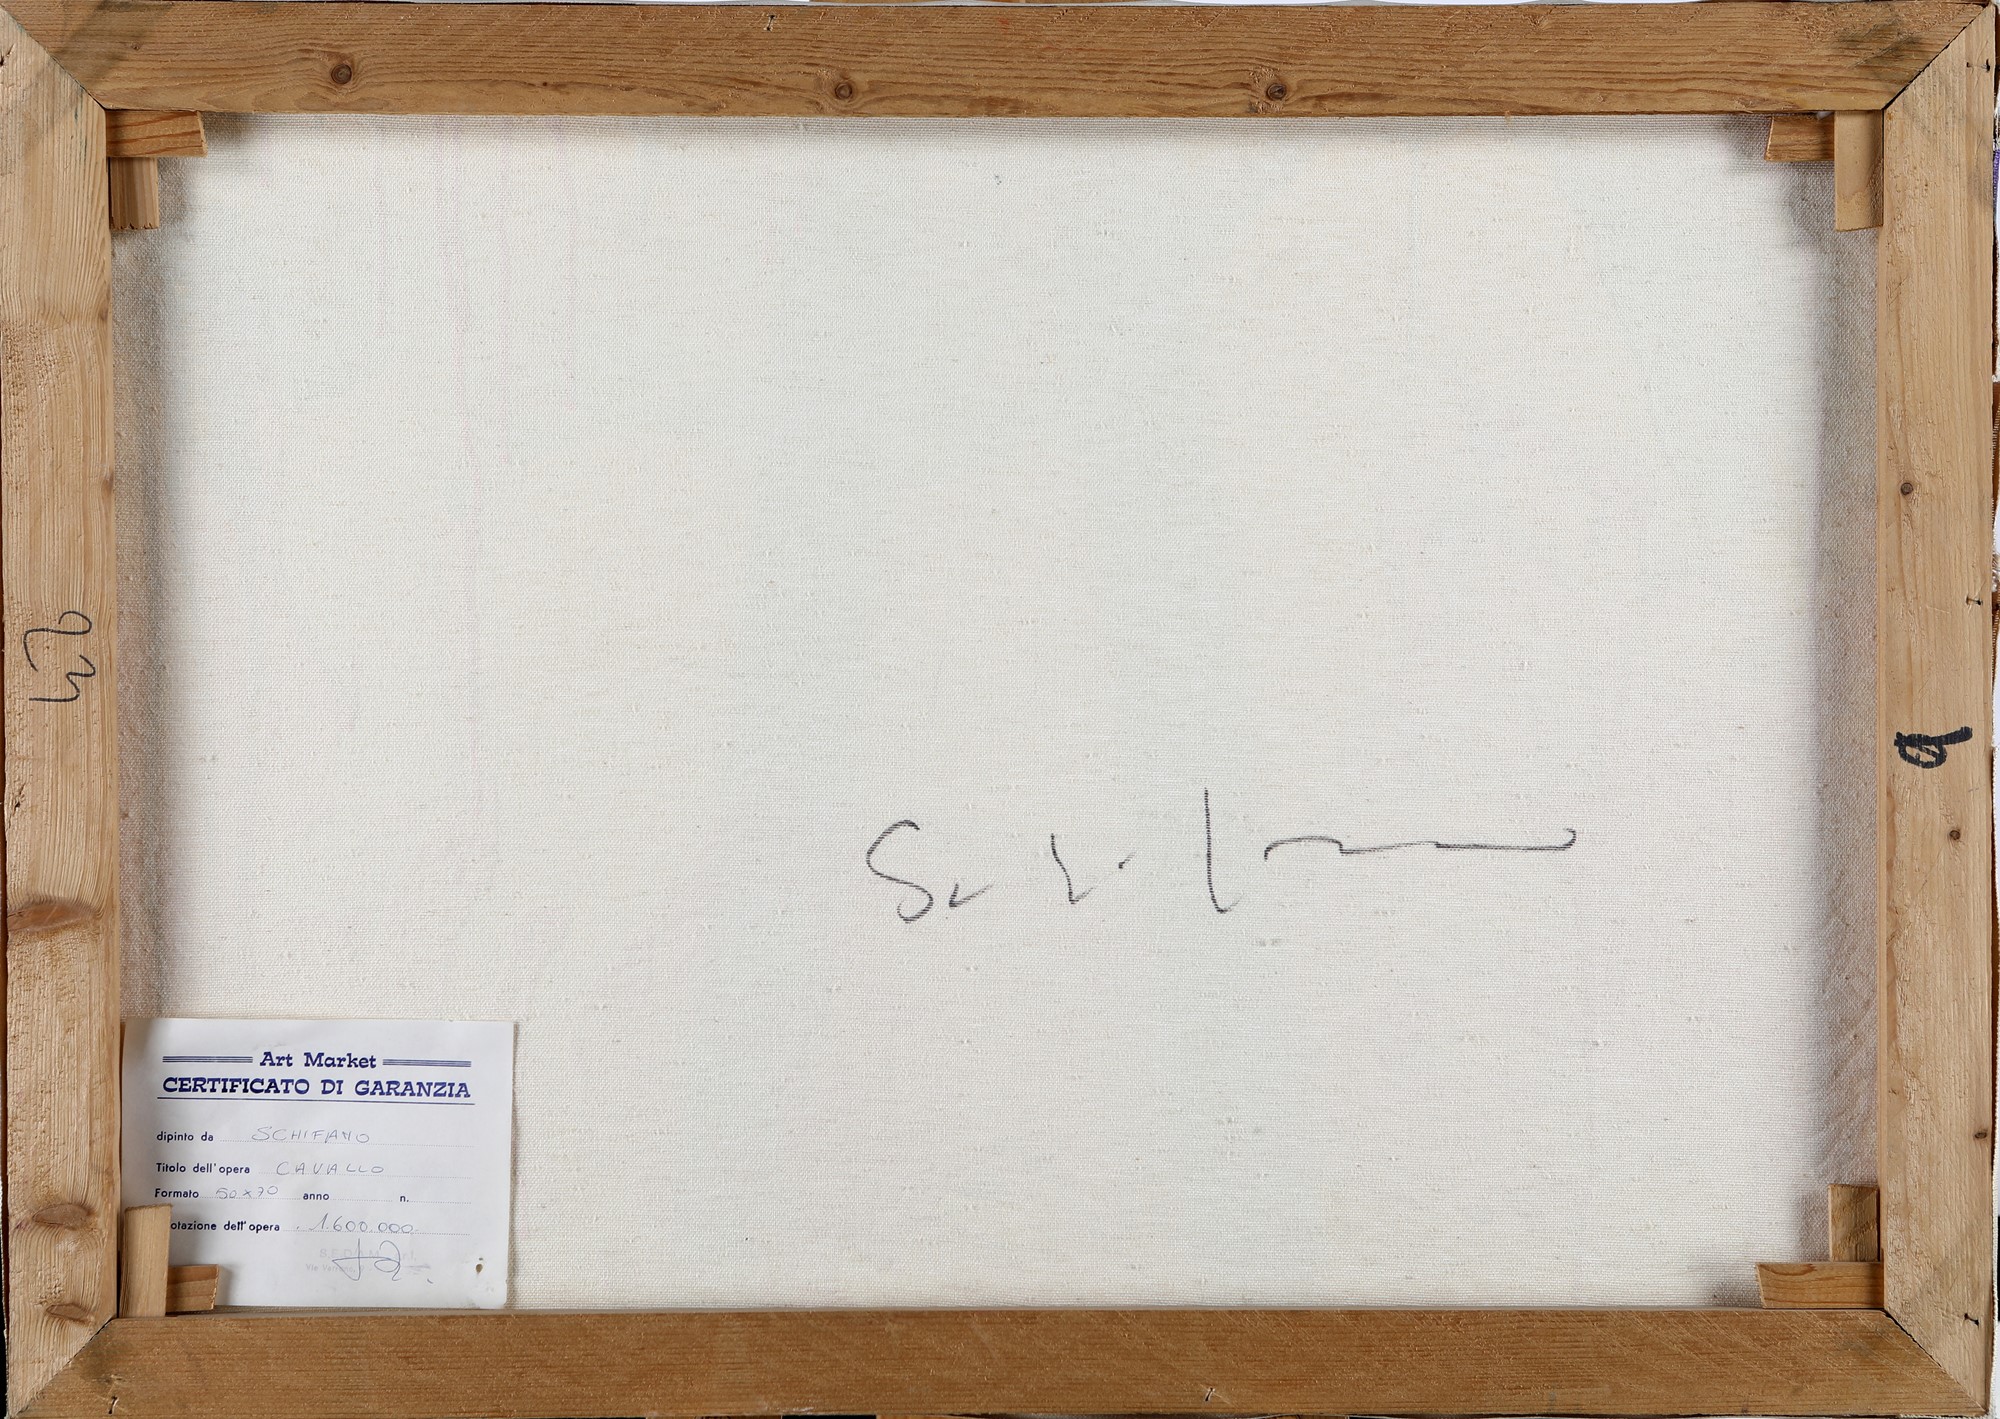 Art Market
CERTIFICATO DI GARANZIA
dipinto da SCHIFANO
Titolo dell'opera CAVALLO
Formato 50x70 anno n.
otazione dell'opera . 1.600.000